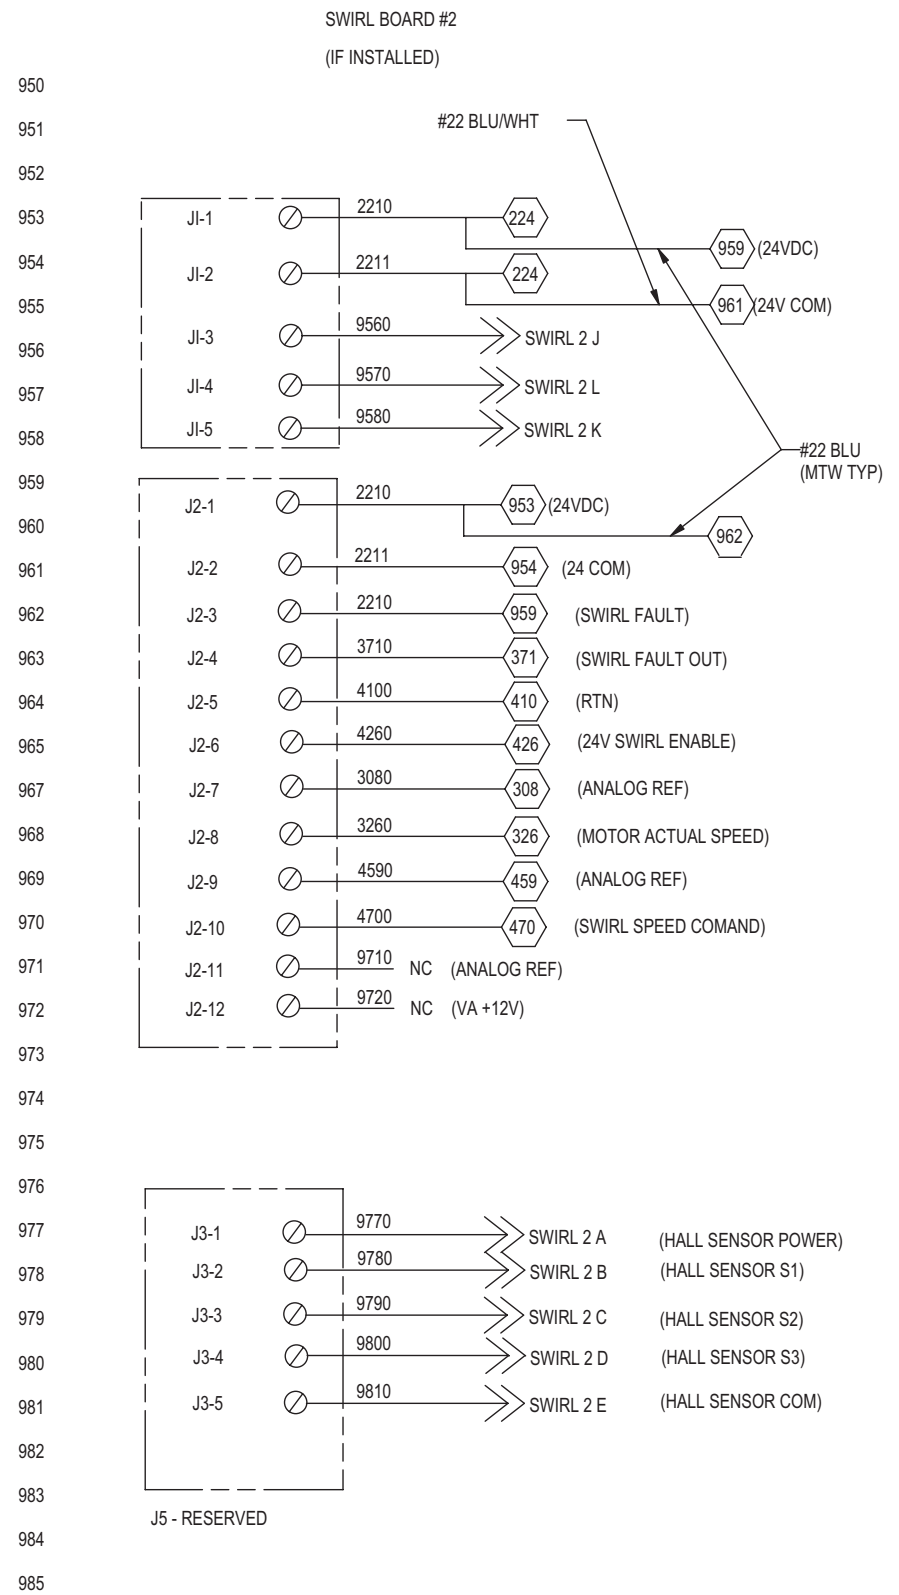 SWIRL BOARD #2
(IF INSTALLED)
950
951 #22 BLU/WHT
952
953 JI-1 2210 224
959 (24VDC)
954 JI-2 2211 224
955 961 (24V COM)
956 JI-3 9560 SWIRL 2 J
957 JI-4 9570 SWIRL 2 L
958 JI-5 9580 SWIRL 2 K
#22 BLU
(MTW TYP)
959 J2-1 2210 953 (24VDC)
960 962
961 J2-2 2211 954 (24 COM)
962 J2-3 2210 959 (SWIRL FAULT)
963 J2-4 3710 371 (SWIRL FAULT OUT)
964 J2-5 4100 410 (RTN)
965 J2-6 4260 426 (24V SWIRL ENABLE)
967 J2-7 3080 308 (ANALOG REF)
968 J2-8 3260 326 (MOTOR ACTUAL SPEED)
969 J2-9 4590 459 (ANALOG REF)
970 J2-10 4700 470 (SWIRL SPEED COMAND)
971 J2-11 9710 NC (ANALOG REF)
972 J2-12 9720 NC (VA +12V)
973
974
975
976
977 J3-1 9770 SWIRL 2 A (HALL SENSOR POWER)
978 J3-2 9780 SWIRL 2 B (HALL SENSOR S1)
979 J3-3 9790 SWIRL 2 C (HALL SENSOR S2)
980 J3-4 9800 SWIRL 2 D (HALL SENSOR S3)
981 J3-5 9810 SWIRL 2 E (HALL SENSOR COM)
982
983
J5 - RESERVED
984
985